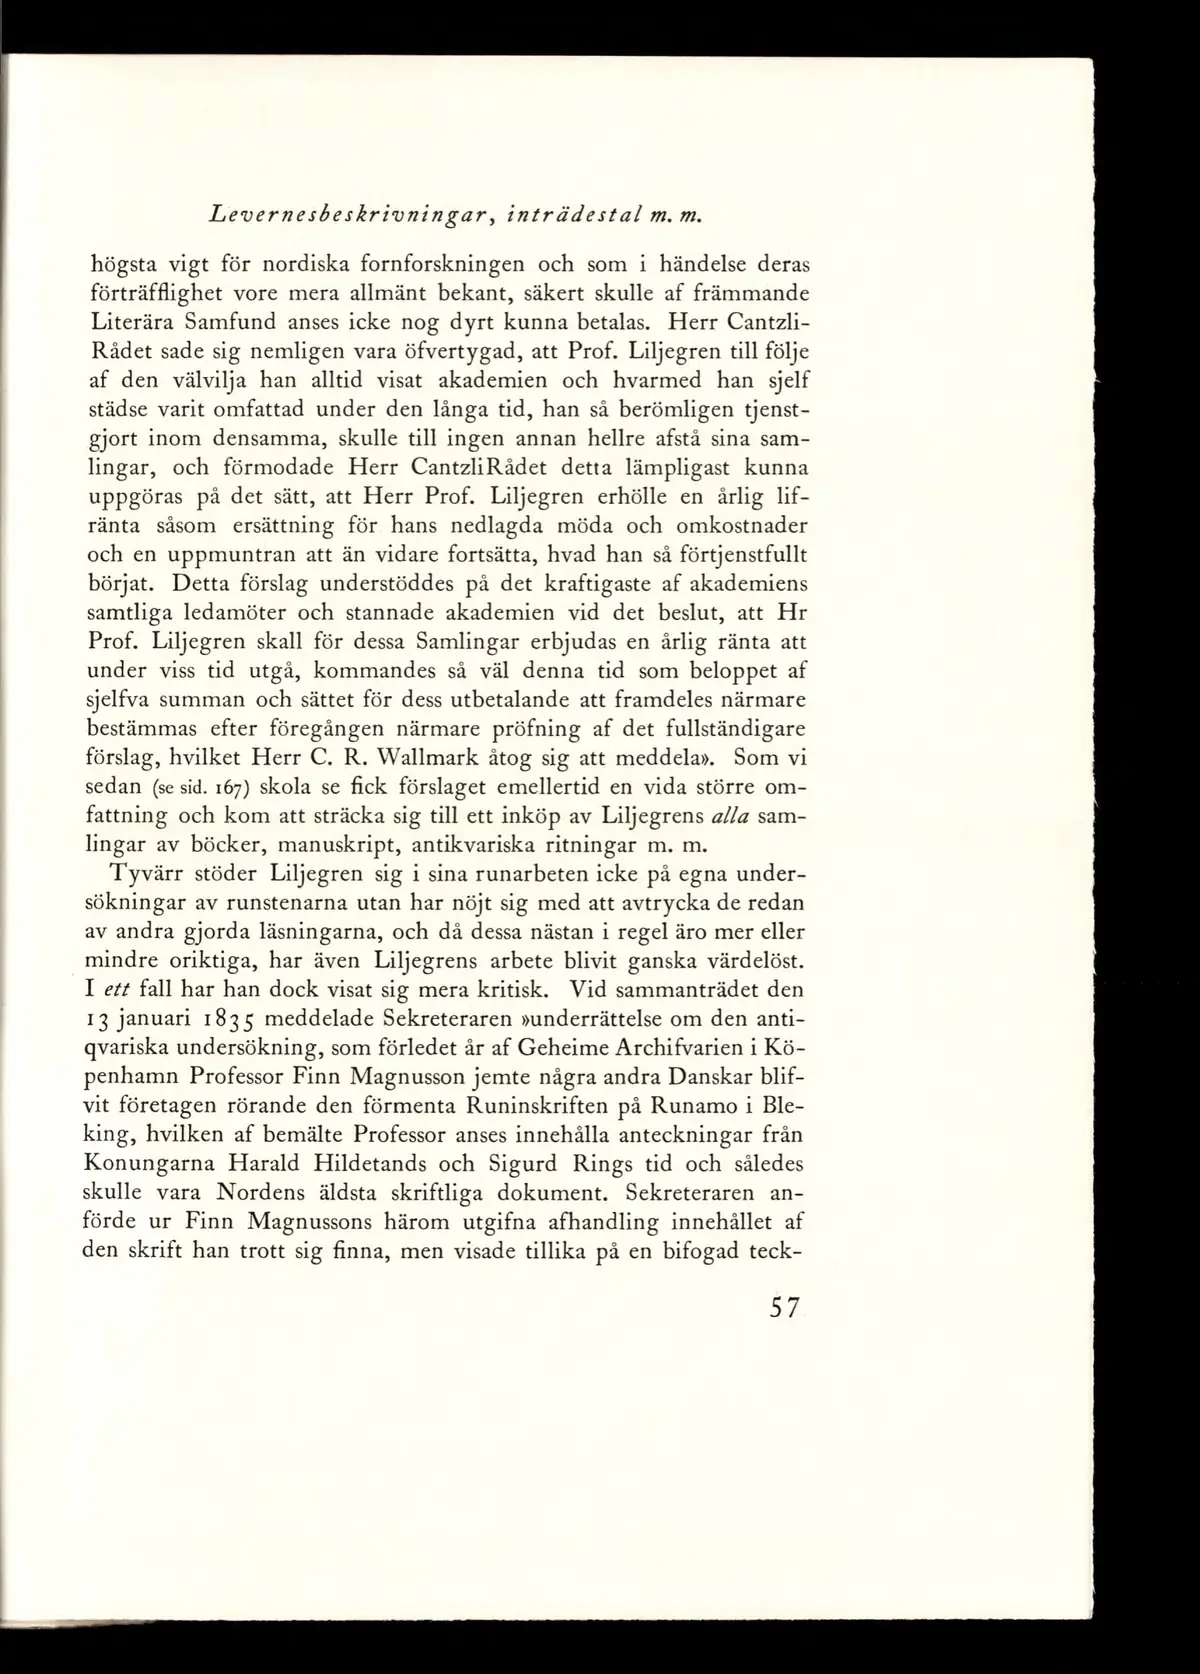 Levernesbeskrivningar, inträdestal m. m.
högsta vigt för nordiska fornforskningen och som i händelse deras
förträfflighet vore mera allmänt bekant, säkert skulle af främmande
Literära Samfund anses icke nog dyrt kunna betalas. Herr Cantzli-
Rådet sade sig nemligen vara öfvertygad, att Prof. Liljegren till följe
af den välvilja han alltid visat akademien och hvarmed han sjelf
städse varit omfattad under den långa tid, han så berömligen tjenst-
gjort inom densamma, skulle till ingen annan hellre afstå sina sam-
lingar, och förmodade Herr CantzliRådet detta lämpligast kunna
uppgöras på det sätt, att Herr Prof. Liljegren erhölle en årlig lif-
ränta såsom ersättning för hans nedlagda möda och omkostnader
och en uppmuntran att än vidare fortsätta, hvad han så förtjenstfullt
börjat. Detta förslag understöddes på det kraftigaste af akademiens
samtliga ledamöter och stannade akademien vid det beslut, att Hr
Prof. Liljegren skall för dessa Samlingar erbjudas en årlig ränta att
under viss tid utgå, kommandes så väl denna tid som beloppet af
sjelfva summan och sättet för dess utbetalande att framdeles närmare
bestämmas efter föregången närmare pröfning af det fullständigare
förslag, hvilket Herr C. R. Wallmark åtog sig att meddela». Som vi
sedan (se sid. 167) skola se fick förslaget emellertid en vida större om-
fattning och kom att sträcka sig till ett inköp av Liljegrens alla sam-
lingar av böcker, manuskript, antikvariska ritningar m. m.
Tyvärr stöder Liljegren sig i sina runarbeten icke på egna under-
sökningar av runstenarna utan har nöjt sig med att avtrycka de redan
av andra gjorda läsningarna, och då dessa nästan i regel äro mer eller
mindre oriktiga, har även Liljegrens arbete blivit ganska värdelöst.
I ett fall har han dock visat sig mera kritisk. Vid sammanträdet den
13 januari 1835 meddelade Sekreteraren »underrättelse om den anti-
qvariska undersökning, som förledet år af Geheime Archifvarien i Kö-
penhamn Professor Finn Magnusson jemte några andra Danskar blif-
vit företagen rörande den förmenta Runinskriften på Runamo i Ble-
king, hvilken af bemälte Professor anses innehålla anteckningar från
Konungarna Harald Hildetands och Sigurd Rings tid och således
skulle vara Nordens äldsta skriftliga dokument. Sekreteraren an-
förde ur Finn Magnussons härom utgifna afhandling innehållet af
den skrift han trott sig finna, men visade tillika på en bifogad teck-
57